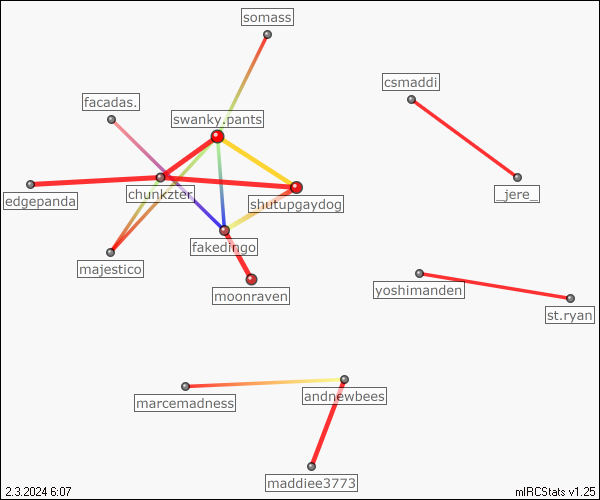 somass
csmaddi
facadas.
swanky.pants
edgepanda
chunkzter
_jere_
shutupgaydog
fakedingo
majestico
moonraven
yoshimanden
st.ryan
marcemadness
andnewbees
maddiee3773
2.3.2024 6:07
mIRCStats v1.25